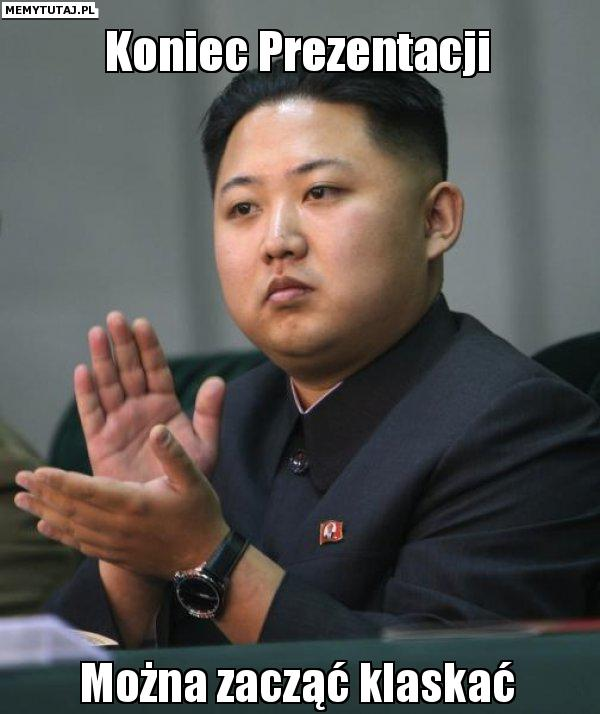 MEMYTUTAJ.PL
Koniec Prezentacji
Można zacząć klaskać